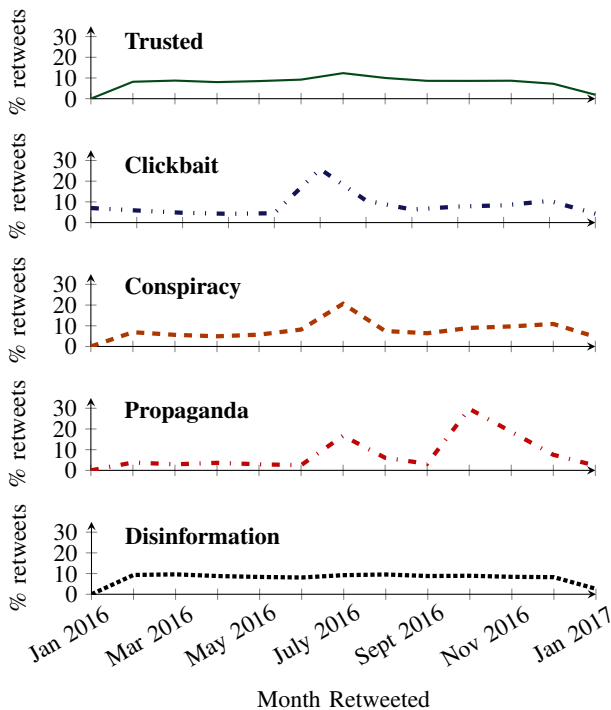 Trusted
30
20
10
0
% retweets
Clickbait
30
20
10
0
% retweets
Conspiracy
30
20
10
0
% retweets
Propaganda
30
20
10
0
% retweets
Disinformation
30
20
10
0
% retweets
Jan 2016 Mar 2016 May 2016 July 2016 Sept 2016 Nov 2016 Jan 2017
Month Retweeted